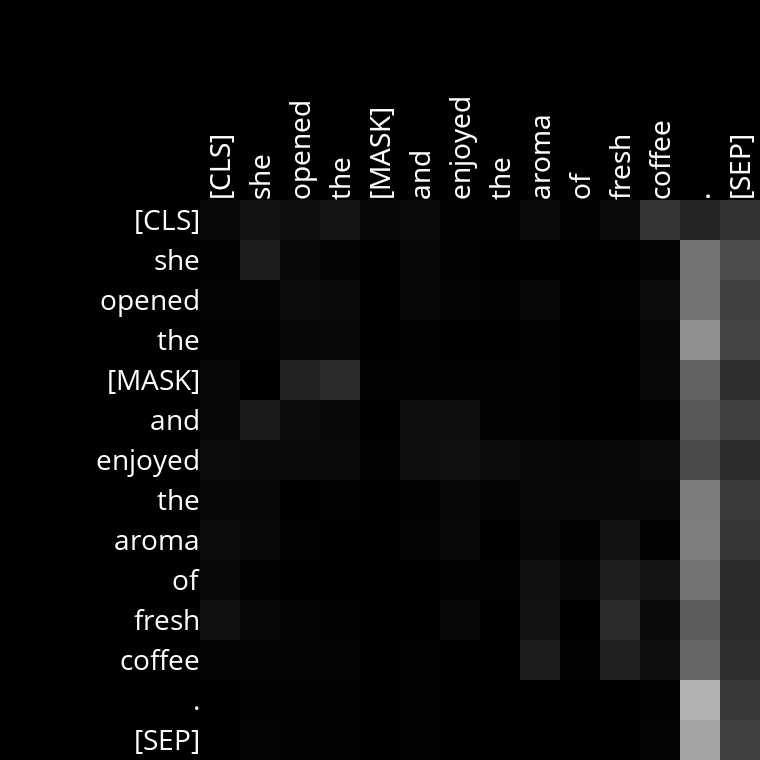 [CLS] she opened the [MASK] and enjoyed the aroma of fresh coffee . [SEP]
[CLS]
she
opened
the
[MASK]
and
enjoyed
the
aroma
of
fresh
coffee
.
[SEP]